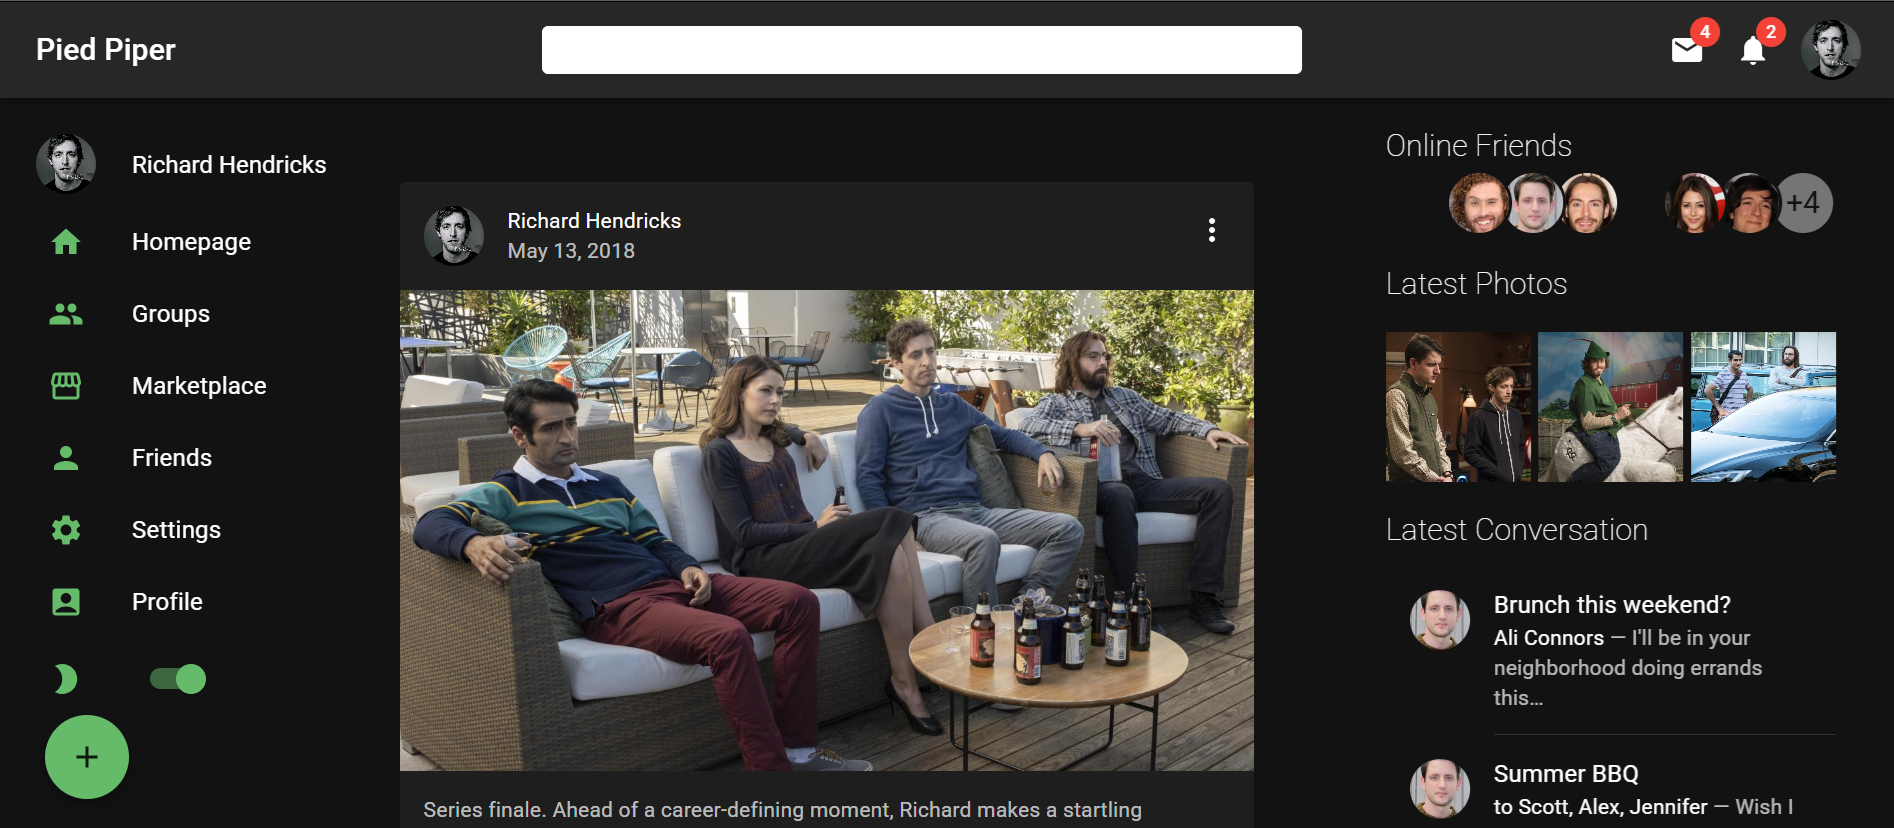 Pied Piper
4
2
Richard Hendricks
Homepage
Groups
Marketplace
Friends
Settings
Profile
+
Richard Hendricks
May 13, 2018
Series finale. Ahead of a career-defining moment, Richard makes a startling
Online Friends
+4
Latest Photos
Latest Conversation
Brunch this weekend?
Ali Connors — I'll be in your
neighborhood doing errands
this…
Summer BBQ
to Scott, Alex, Jennifer — Wish I